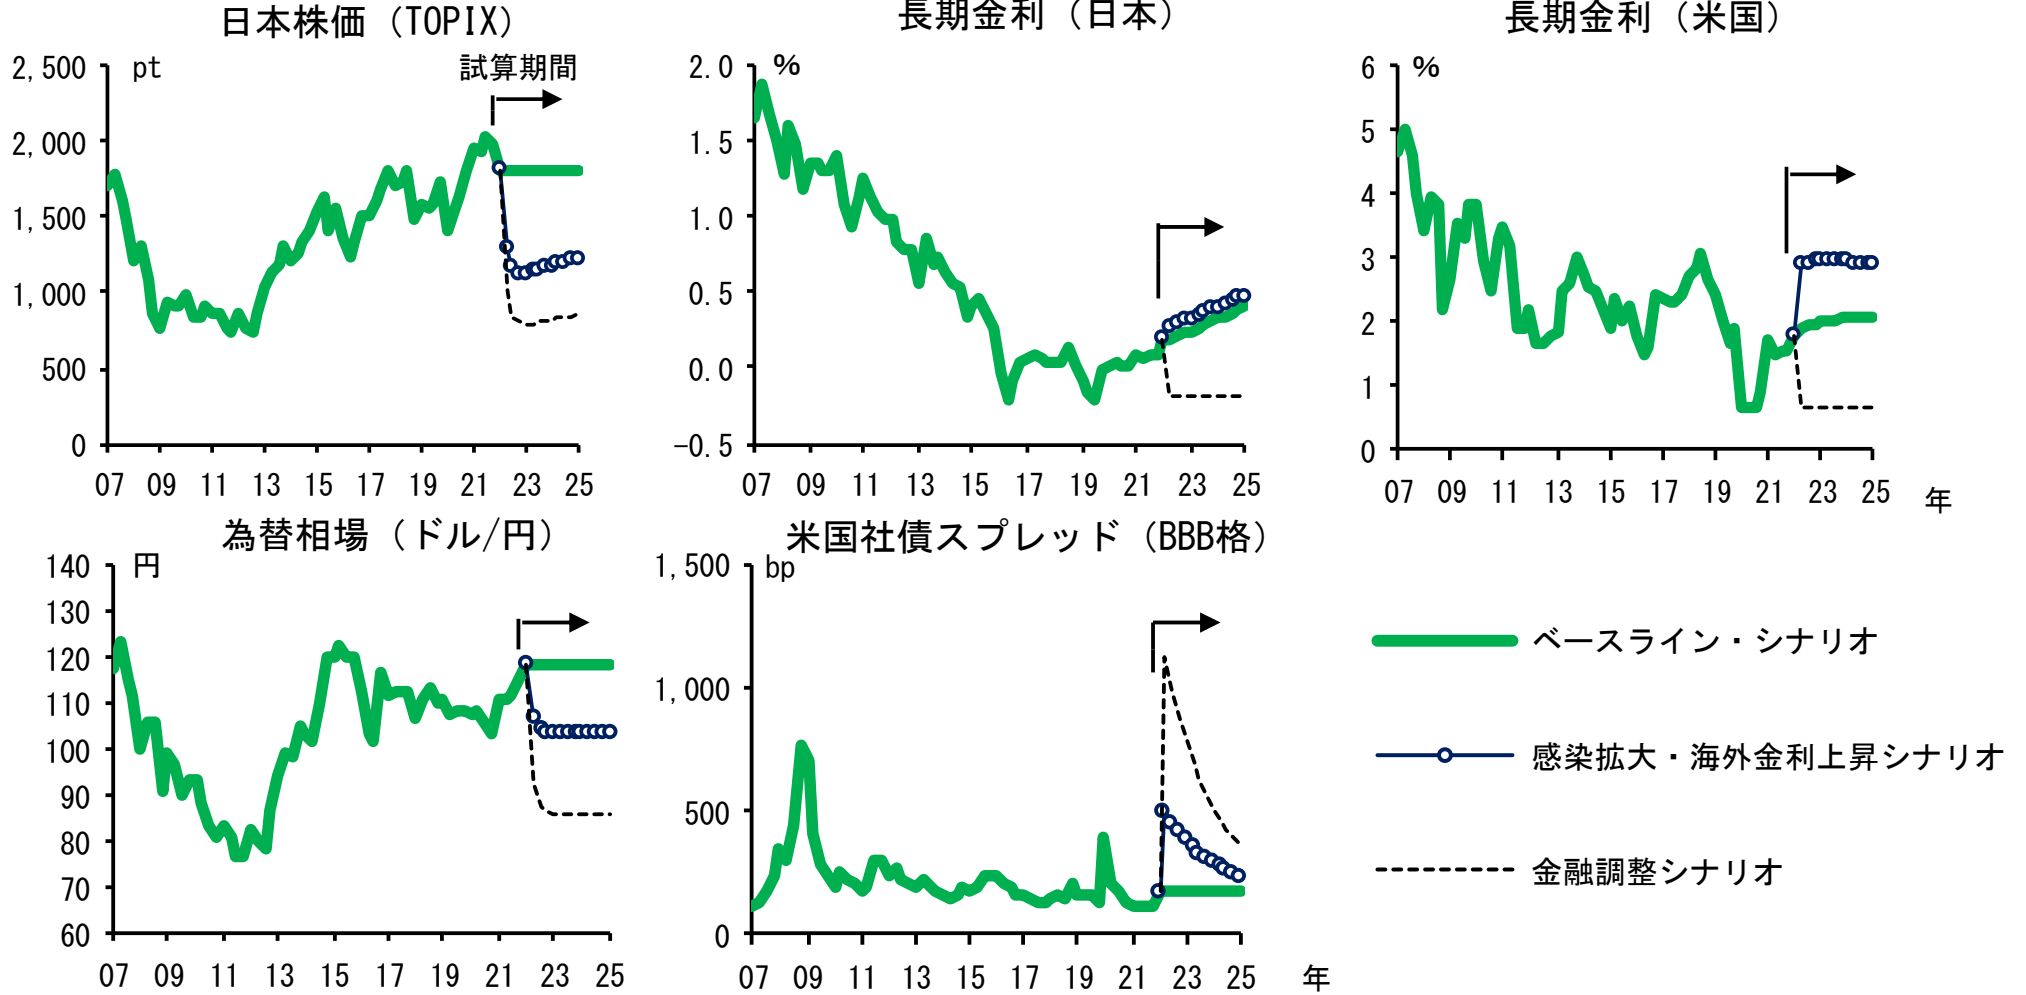 日本株価（TOPIX）
pt
試算期間
2,500
2,000
1,500
1,000
500
0
07 09 11 13 15 17 19 21 23 25
長期金利（日本）
%
2.0
1.5
1.0
0.5
0.0
-0.5
07 09 11 13 15 17 19 21 23 25
長期金利（米国）
%
6
5
4
3
2
1
0
07 09 11 13 15 17 19 21 23 25
年
為替相場（ドル/円）
円
140
130
120
110
100
90
80
70
60
07 09 11 13 15 17 19 21 23 25
米国社債スプレッド（BBB格）
bp
1,500
1,000
500
0
07 09 11 13 15 17 19 21 23 25
年
ベースライン・シナリオ
感染拡大・海外金利上昇シナリオ
金融調整シナリオ